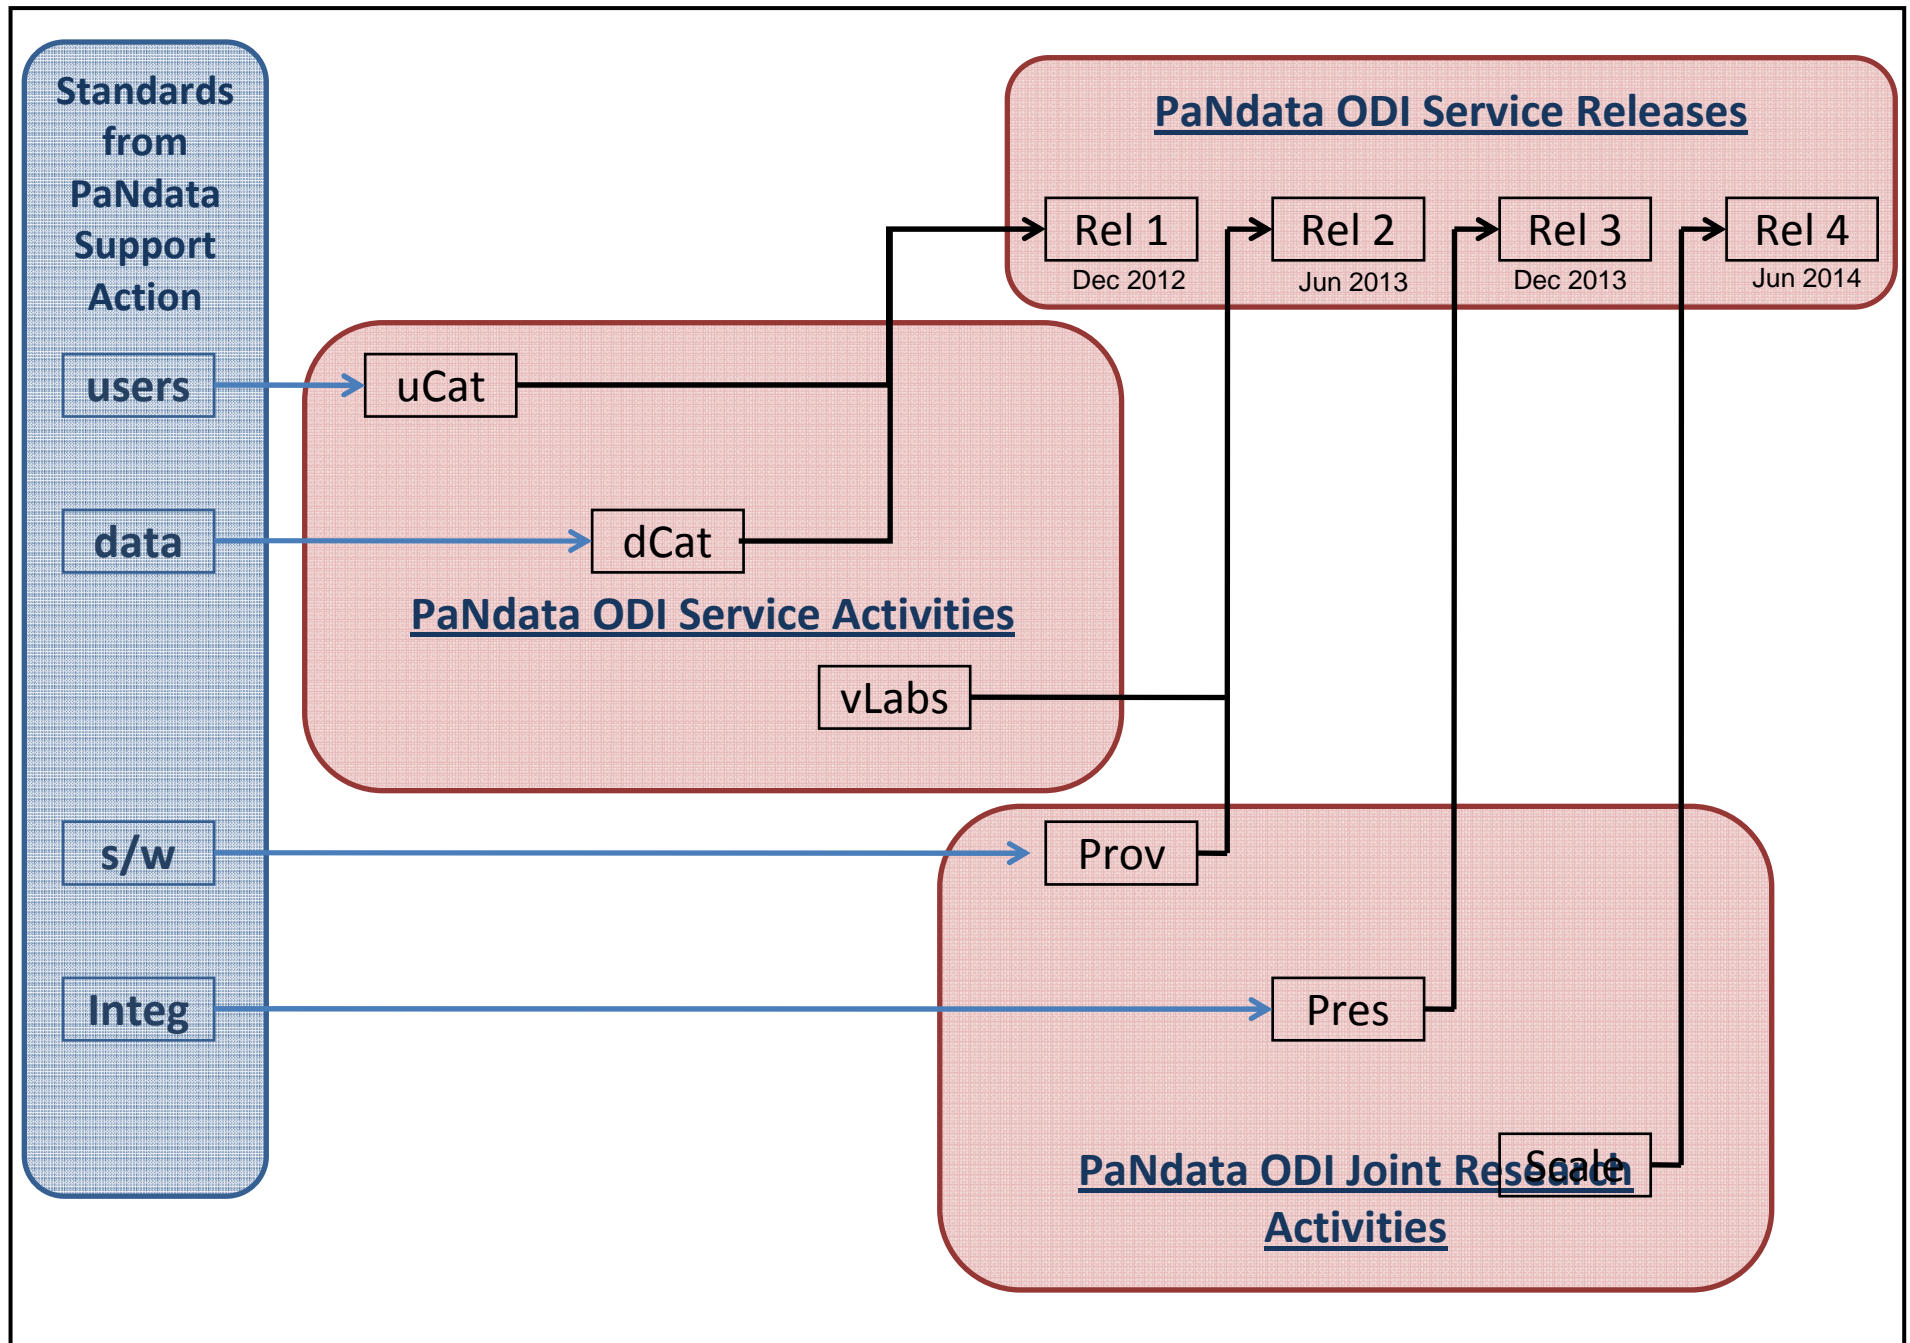 Standards
from
PaNdata
Support
Action
users
data
s/w
Integ
PaNdata ODI Service Releases
Rel 1
Rel 2
Rel 3
Rel 4
Dec 2012
Jun 2013
Dec 2013
Jun 2014
uCat
dCat
PaNdata ODI Service Activities
vLabs
Prov
Pres
Scale
PaNdata ODI Joint Research
Activities